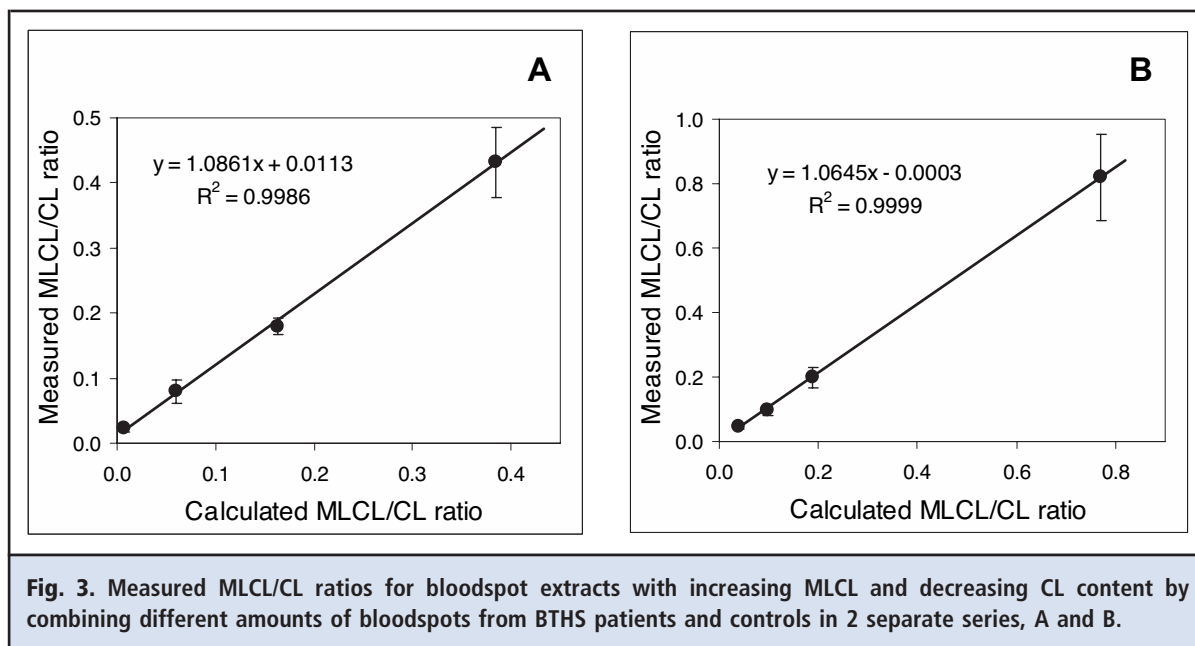 A
Measured MLCL/CL ratio
0.5
0.4
0.3
0.2
0.1
0.0
y = 1.0861x + 0.0113
R² = 0.9986
0.0 0.1 0.2 0.3 0.4
Calculated MLCL/CL ratio
B
Measured MLCL/CL ratio
1.0
0.8
0.6
0.4
0.2
0.0
y = 1.0645x - 0.0003
R² = 0.9999
0.0 0.2 0.4 0.6 0.8
Calculated MLCL/CL ratio
Fig. 3. Measured MLCL/CL ratios for bloodspot extracts with increasing MLCL and decreasing CL content by
combining different amounts of bloodspots from BTHS patients and controls in 2 separate series, A and B.